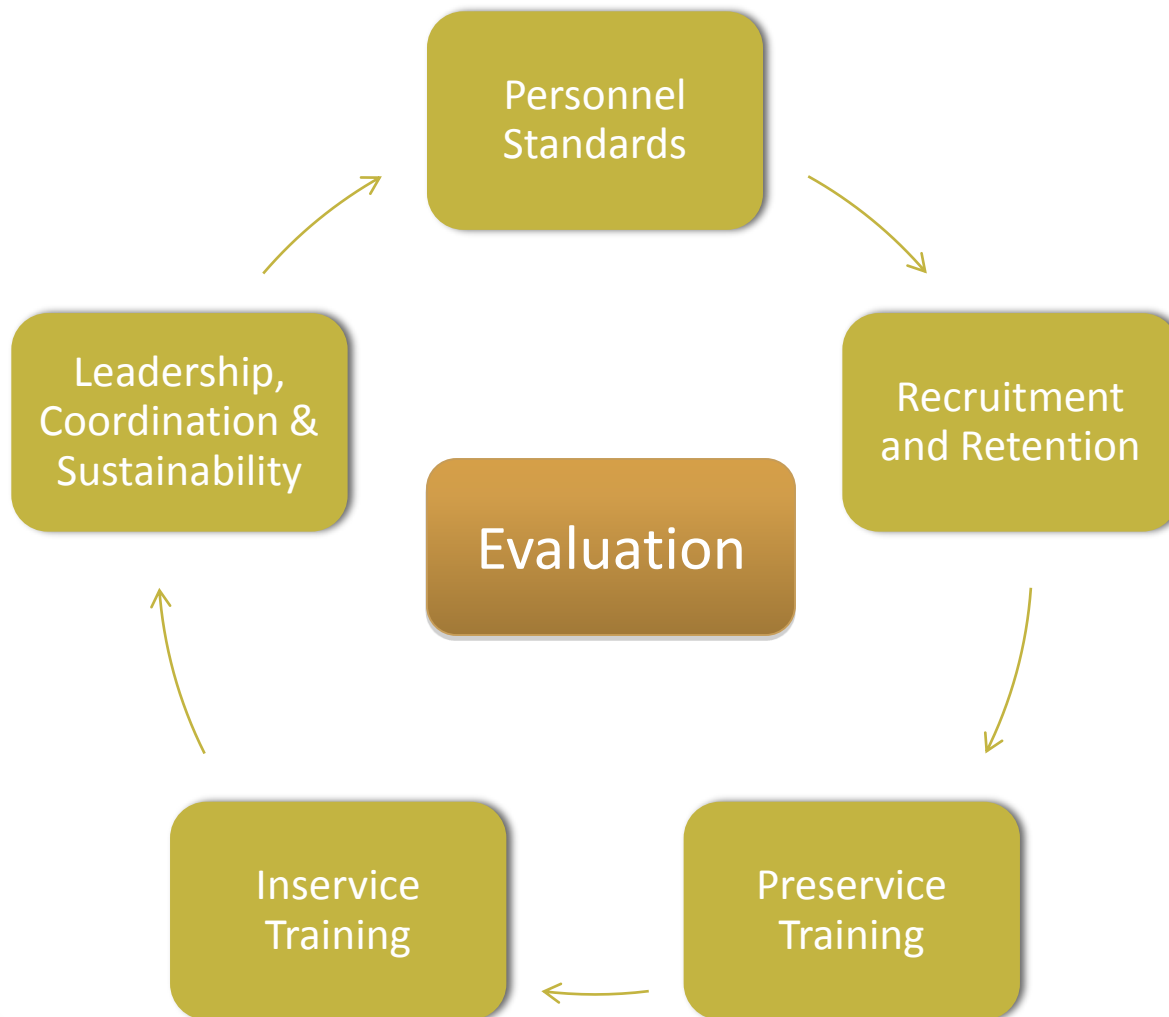 Personnel
Standards
Recruitment
and Retention
Preservice
Training
Inservice
Training
Leadership,
Coordination &
Sustainability
Evaluation